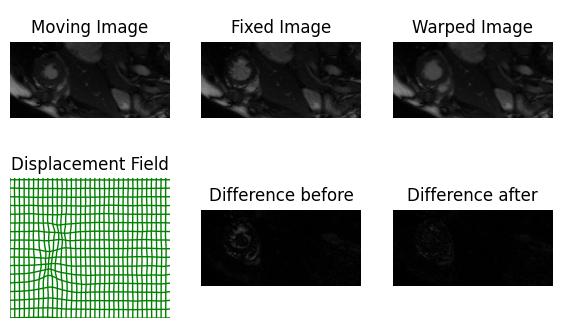 Moving Image
Fixed Image
Warped Image
Displacement Field
Difference before
Difference after